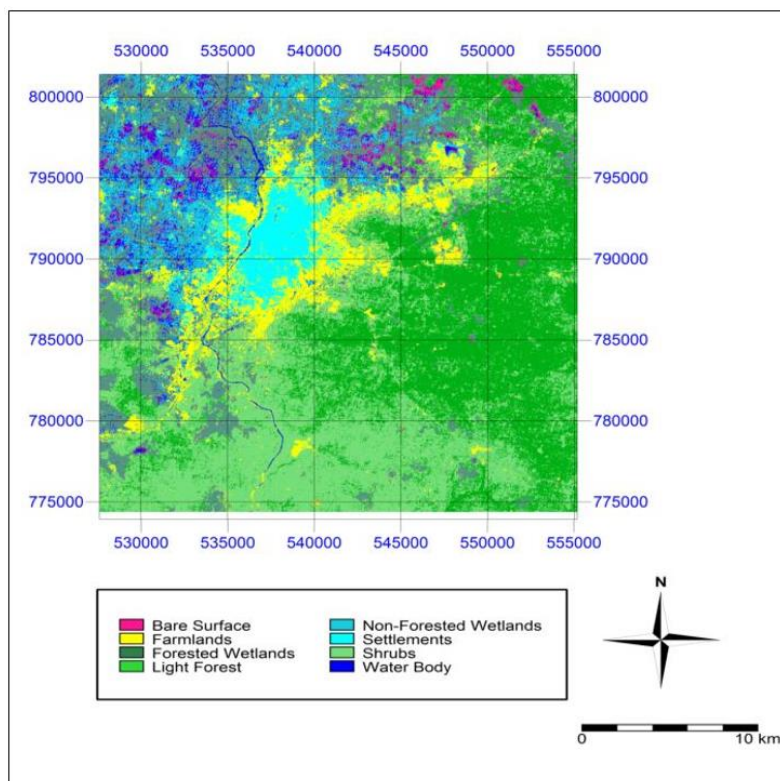 530000 535000 540000 545000 550000 555000
800000 800000
795000 795000
790000 790000
785000 785000
780000 780000
775000 775000
530000 535000 540000 545000 550000 555000
Bare Surface Non-Forested Wetlands
Farmlands Settlements
Forested Wetlands Shrubs
Light Forest Water Body
N
0 10 km